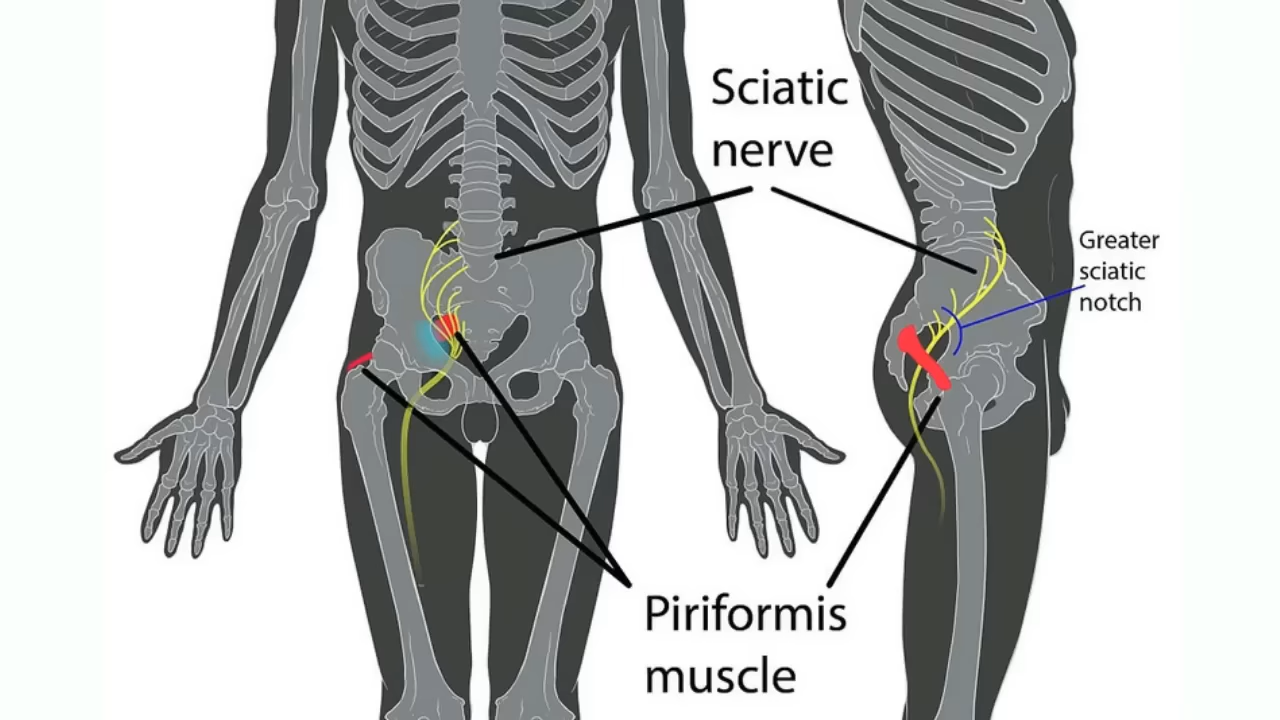 Sciatic
nerve
Greater
sciatic
notch
Piriformis
muscle